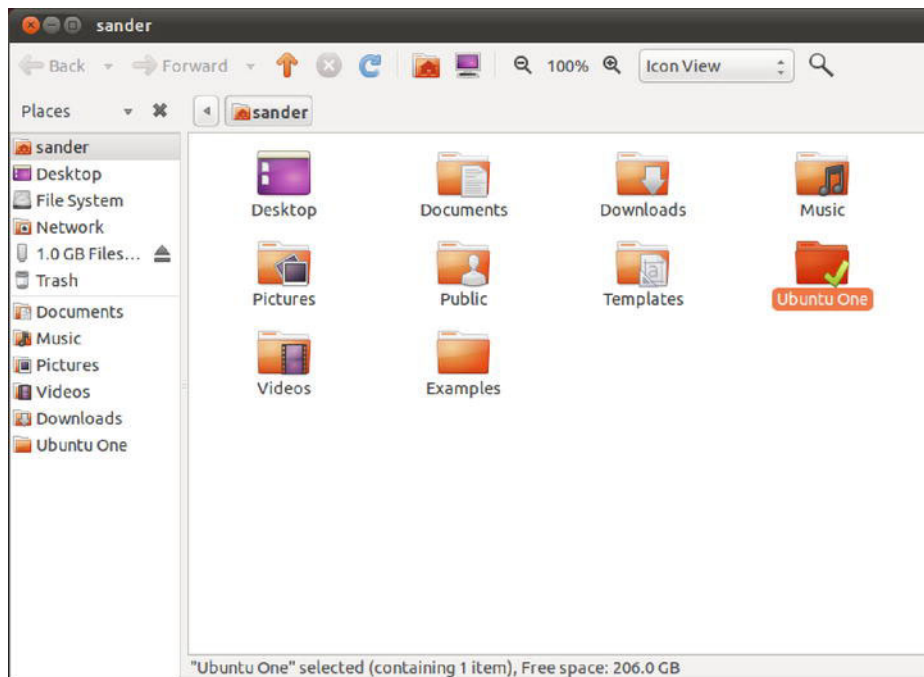 sander
Back Forward 100% Icon View
Places sander
sander
Desktop
File System
Network
1.0 GB Files...
Trash
Documents
Music
Pictures
Videos
Downloads
Ubuntu One
Desktop Documents Downloads Music
Pictures Public Templates Ubuntu One
Videos Examples
"Ubuntu One" selected (containing 1 item), Free space: 206.0 GB